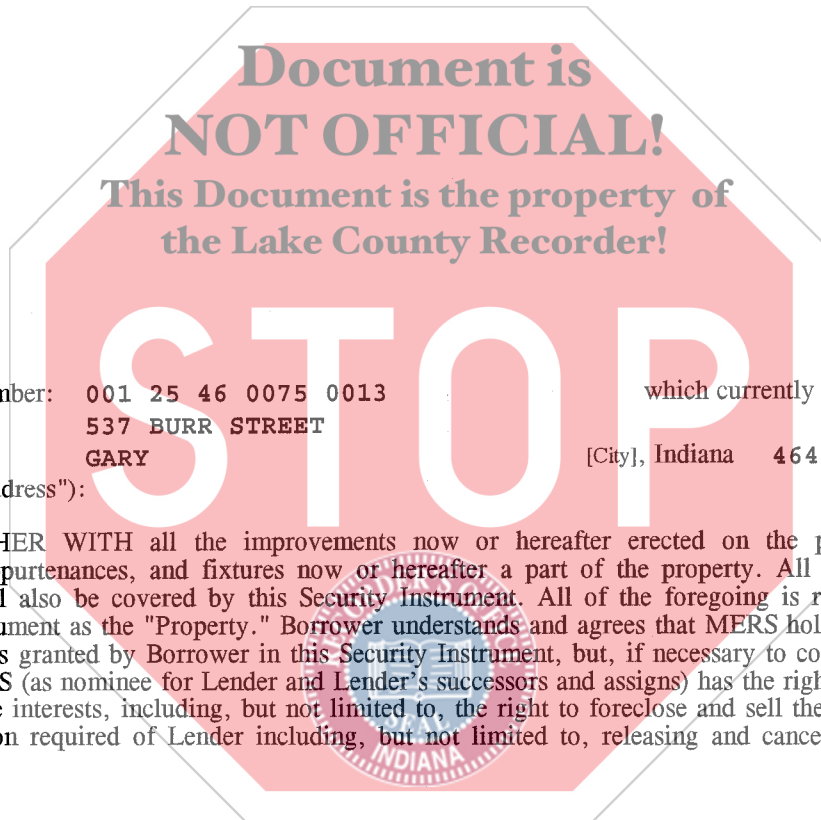 Document is
NOT OFFICIAL!
This Document is the property of
the Lake County Recorder!
STOP
mber: 001 25 46 0075 0013 which currently
537 BURR STREET
GARY [City], Indiana 464
dress"):
HER WITH all the improvements now or hereafter erected on the p
purtenances, and fixtures now or hereafter a part of the property. All
l also be covered by this Security Instrument. All of the foregoing is r
ument as the "Property." Borrower understands and agrees that MERS hol
s granted by Borrower in this Security Instrument, but, if necessary to co
S (as nominee for Lender and Lender's successors and assigns) has the righ
e interests, including, but not limited to, the right to foreclose and sell the
on required of Lender including, but not limited to, releasing and cance
RECORDER'S OFFICE
SEAL
INDIANA